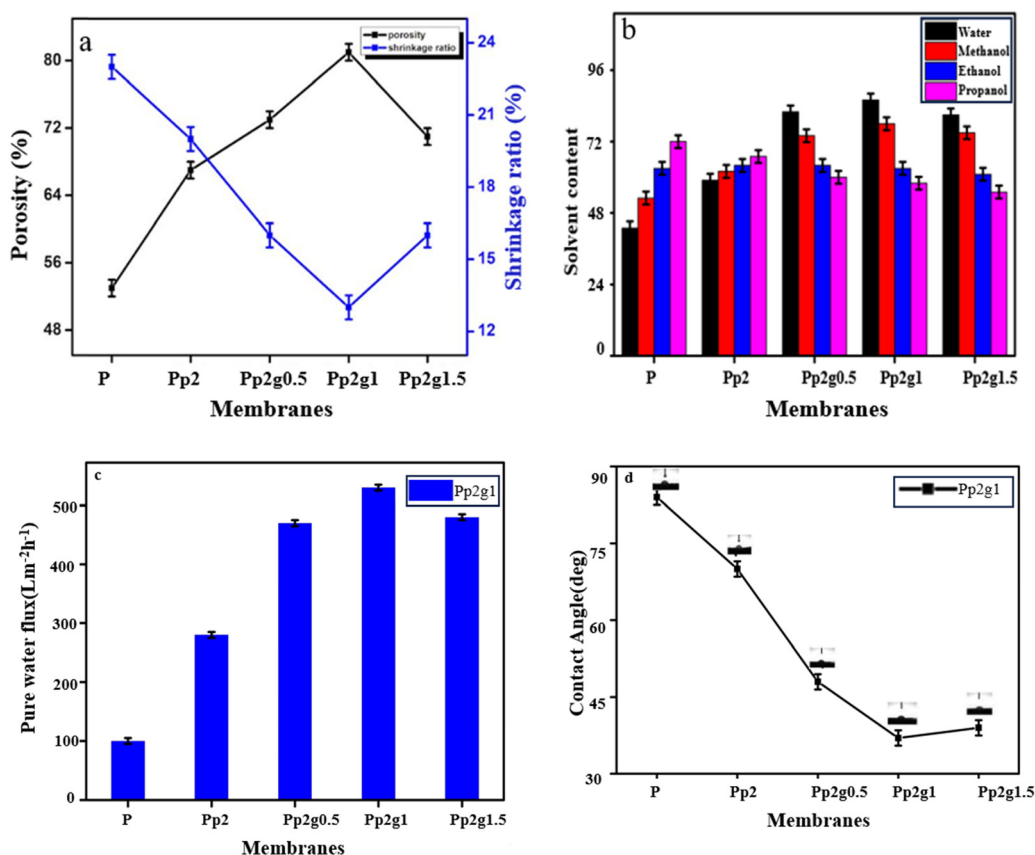 a
porosity
shrinkage ratio
Porosity (%)
80
72
64
56
48
Shrinkage ratio (%)
24
21
18
15
12
P Pp2 Pp2g0.5 Pp2g1 Pp2g1.5
Membranes
b
Water
Methanol
Ethanol
Propanol
Solvent content
96
72
48
24
0
P Pp2 Pp2g0.5 Pp2g1 Pp2g1.5
Membranes
c
Pp2g1
Pure water flux(Lm⁻²h⁻¹)
500
400
300
200
100
0
P Pp2 Pp2g0.5 Pp2g1 Pp2g1.5
Membranes
d
Pp2g1
Contact Angle(deg)
90
75
60
45
30
P Pp2 Pp2g0.5 Pp2g1 Pp2g1.5
Membranes